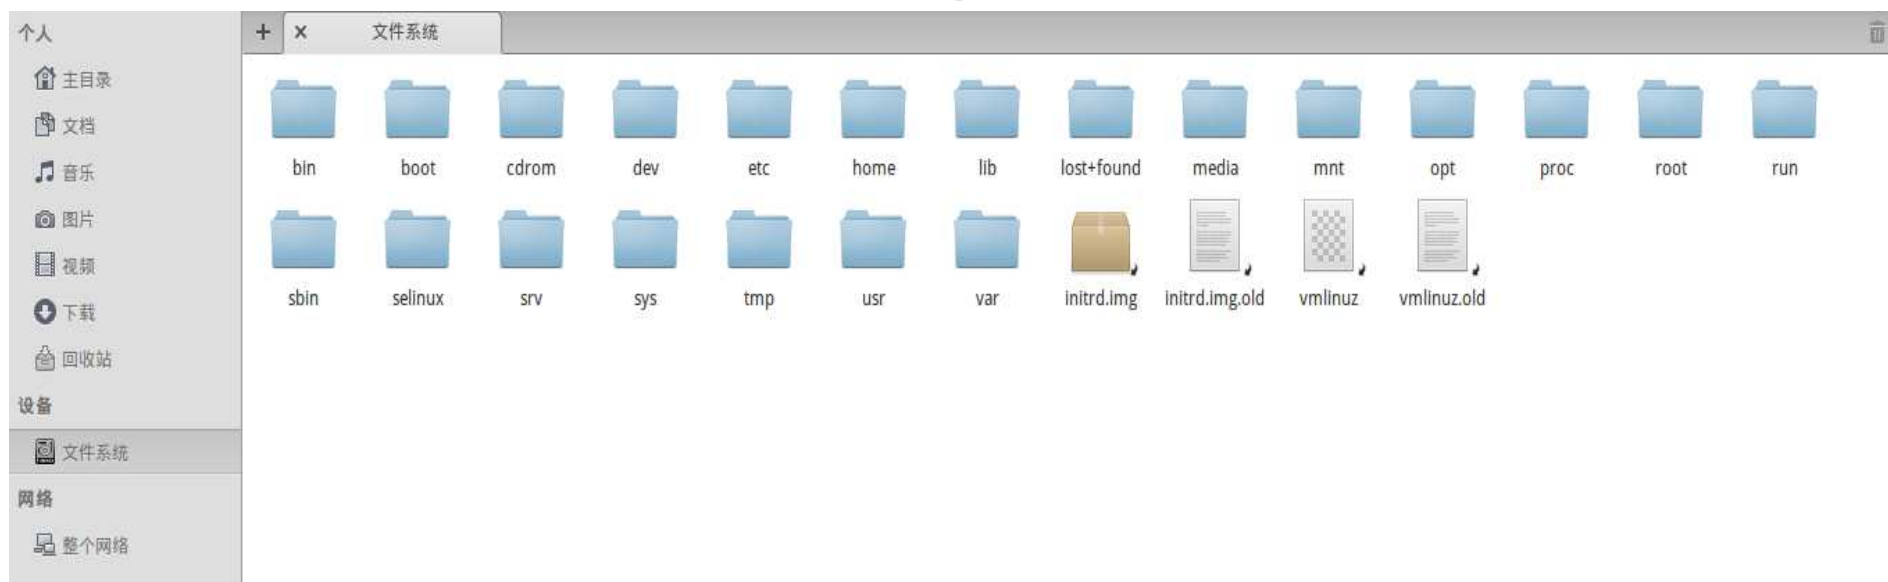 个人
主目录
文档
音乐
图片
视频
下载
回收站
设备
文件系统
网络
整个网络
+ × 文件系统
bin boot cdrom dev etc home lib lost+found media mnt opt proc root run
sbin selinux srv sys tmp usr var initrd.img initrd.img.old vmlinuz vmlinuz.old